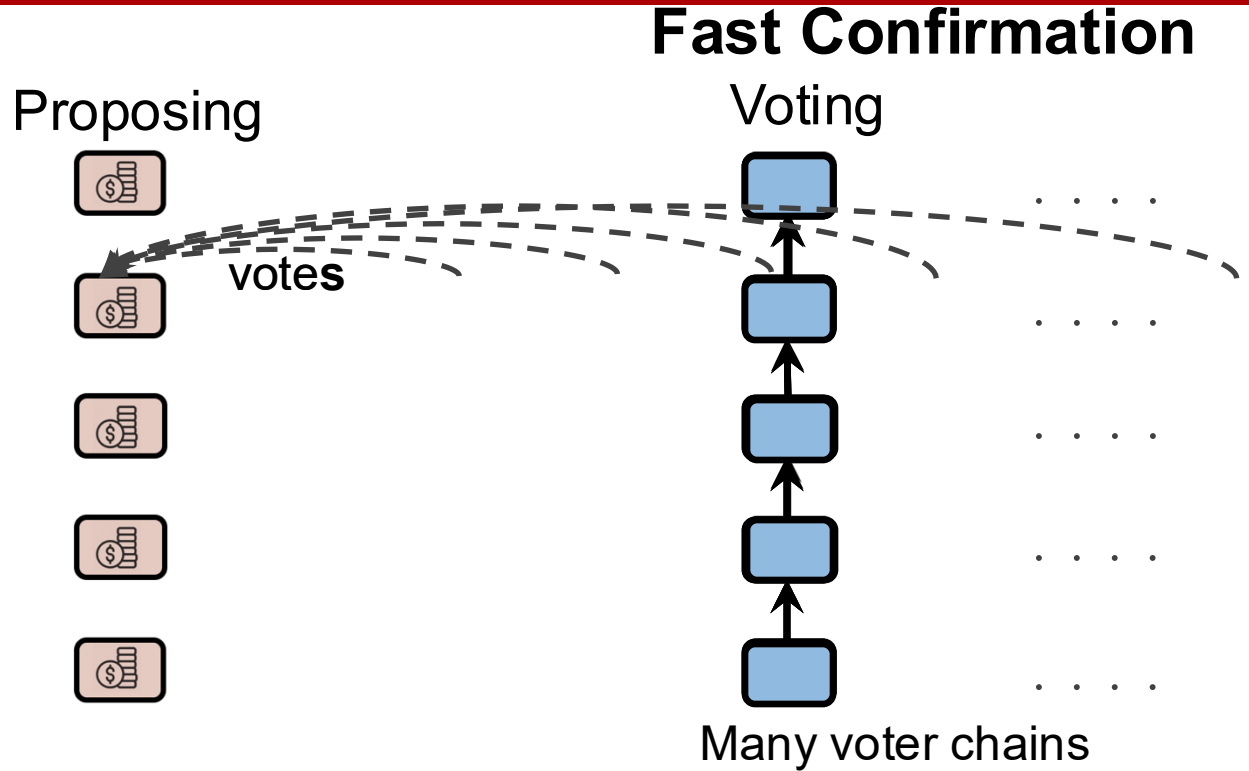 Fast Confirmation
Proposing
Voting
votes
Many voter chains